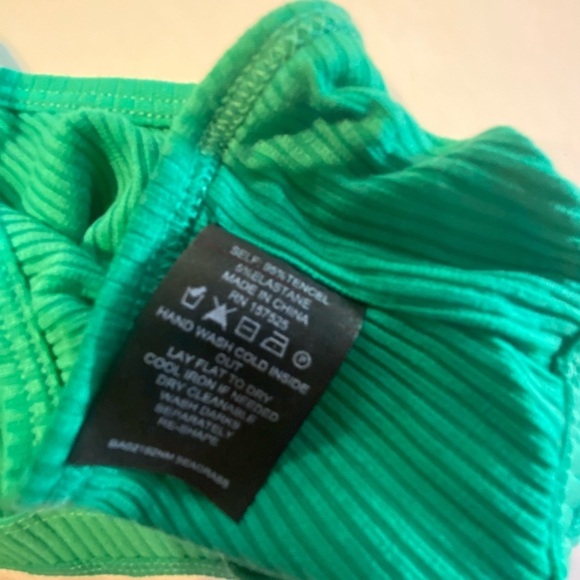 SELF: 95%TENCEL
5%ELASTANE
MADE IN CHINA
RN 157525
HAND WASH COLD INSIDE
OUT
LAY FLAT TO DRY
COOL IRON IF NEEDED
DRY CLEANABLE
WASH DARKS
SEPARATELY
RE-SHAPE
SEAGRASS